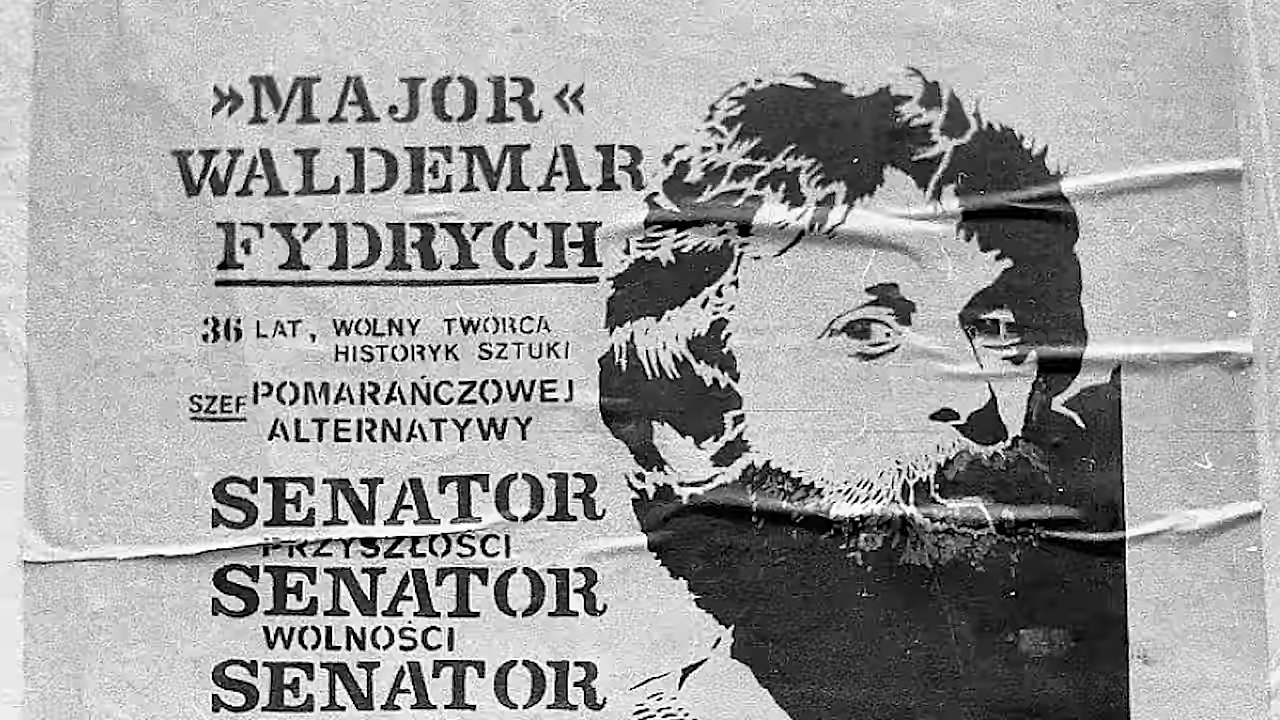 »MAJOR«
WALDEMAR
FYDRYCH
36 LAT, WOLNY TWÓRCA
HISTORYK SZTUKI
SZEF POMARAŃCZOWEJ
ALTERNATYWY
SENATOR
PRZYSZŁOŚCI
SENATOR
WOLNOŚCI
SENATOR